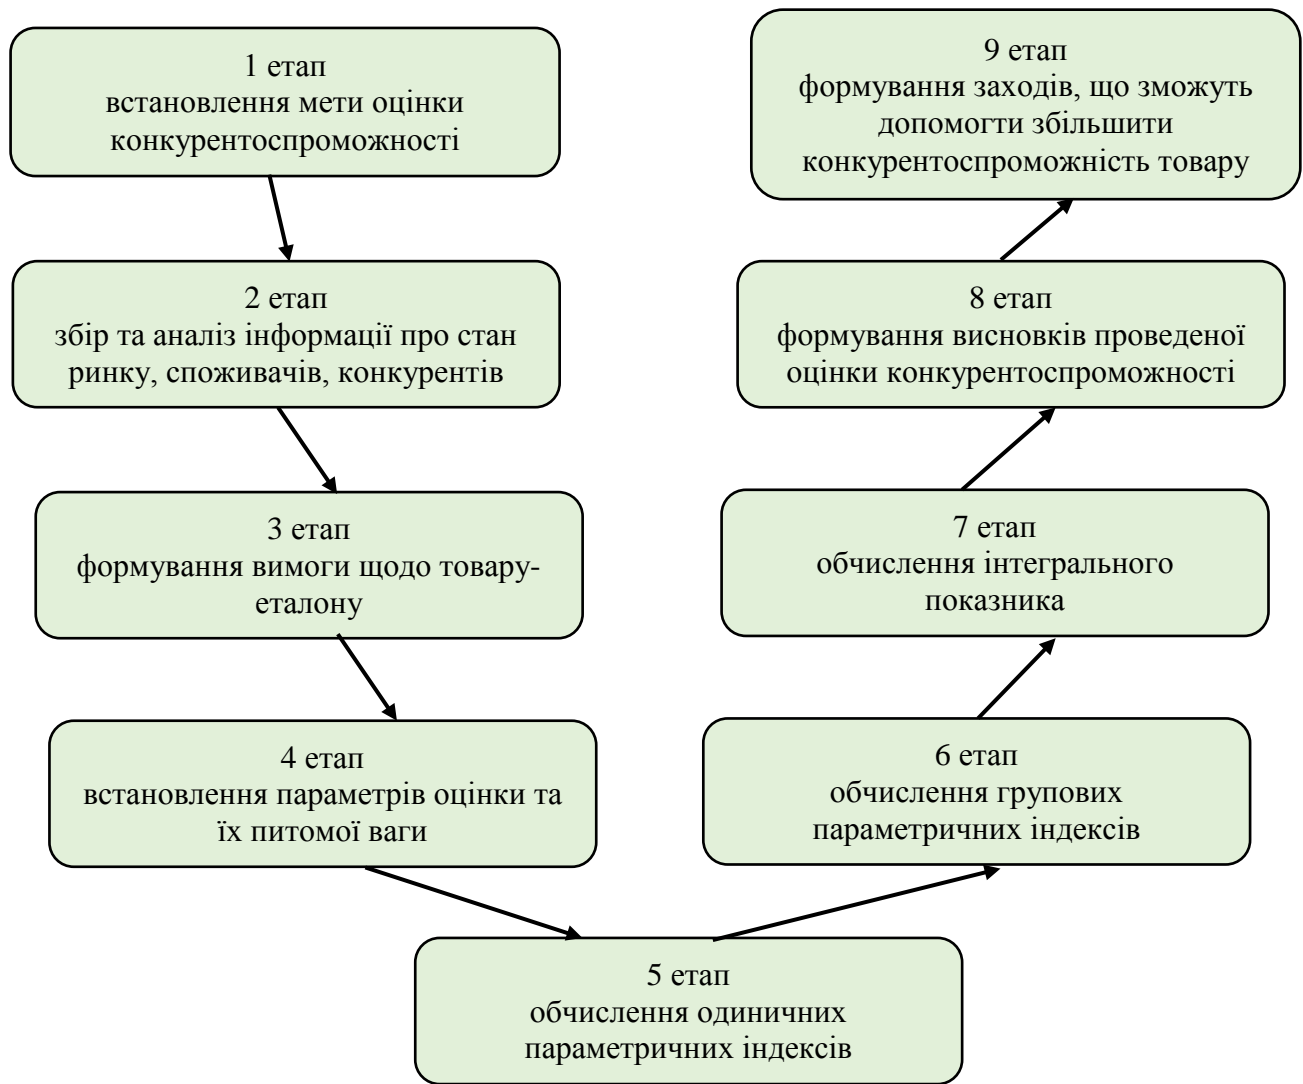 1 етап
встановлення мети оцінки
конкурентоспроможності
2 етап
збір та аналіз інформації про стан
ринку, споживачів, конкурентів
3 етап
формування вимоги щодо товару-
еталону
4 етап
встановлення параметрів оцінки та
їх питомої ваги
5 етап
обчислення одиничних
параметричних індексів
6 етап
обчислення групових
параметричних індексів
7 етап
обчислення інтегрального
показника
8 етап
формування висновків проведеної
оцінки конкурентоспроможності
9 етап
формування заходів, що зможуть
допомогти збільшити
конкурентоспроможність товару